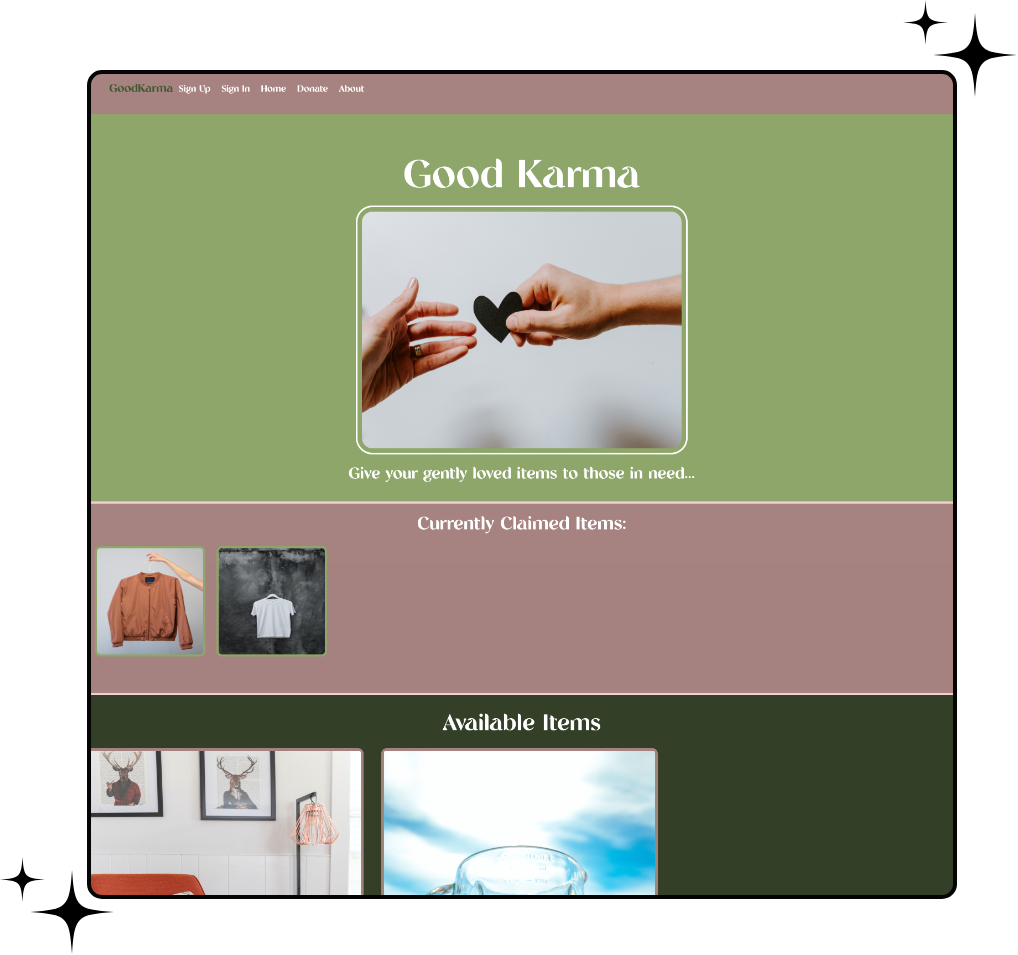 GoodKarma Sign Up Sign In Home Donate About
Good Karma
Give your gently loved items to those in need...
Currently Claimed Items:
Available Items